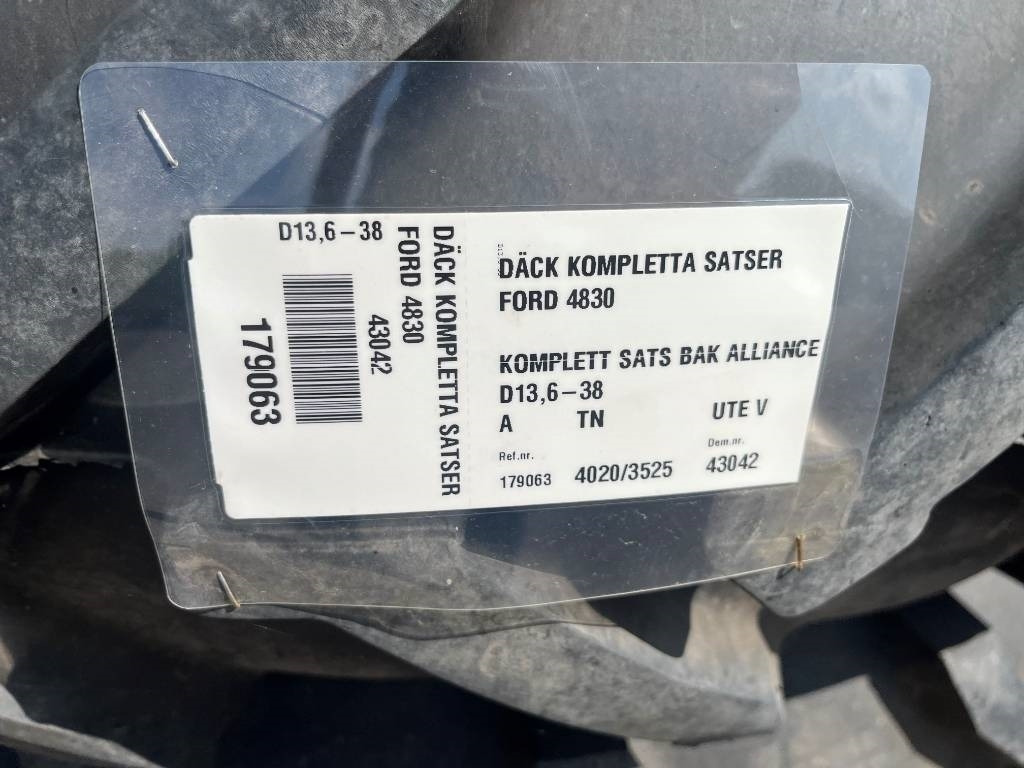 D13,6-38
179063
43042
FORD 4830
DÄCK KOMPLETTA SATSER
DÄCK KOMPLETTA SATSER
FORD 4830
KOMPLETT SATS BAK ALLIANCE
D13,6-38
A TN UTE V
Ref.nr. Dem.nr.
179063 4020/3525 43042